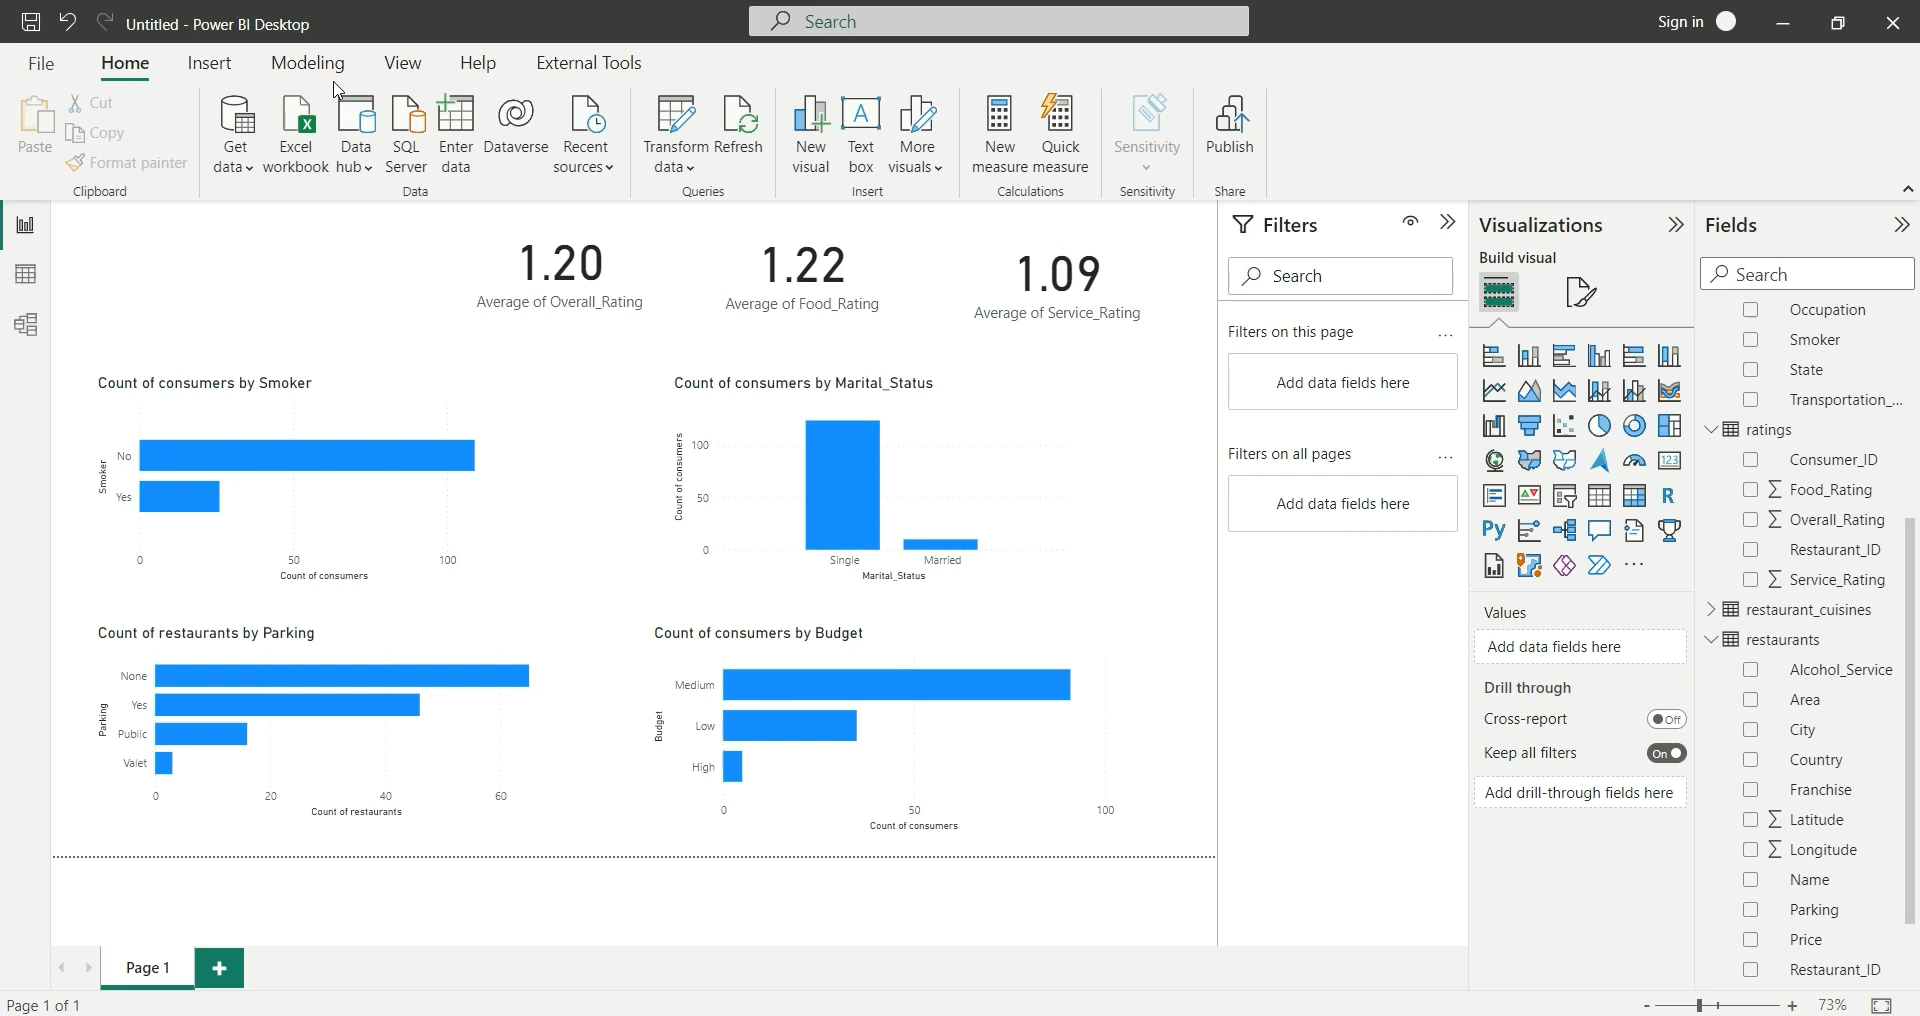 Untitled - Power BI Desktop
Search
Sign in
File
Home
Insert
Modeling
View
Help
External Tools
Paste
Cut
Copy
Format painter
Clipboard
Get data
Excel workbook
Data hub
SQL Server
Enter data
Dataverse
Recent sources
Data
Transform data
Refresh
Queries
New visual
Text box
More visuals
Insert
New measure
Quick measure
Calculations
Sensitivity
Sensitivity
Publish
Share
1.20
Average of Overall_Rating
1.22
Average of Food_Rating
1.09
Average of Service_Rating
Count of consumers by Smoker
Smoker
No
Yes
0
50
100
Count of consumers
Count of consumers by Marital_Status
Count of consumers
100
50
0
Single
Married
Marital_Status
Count of restaurants by Parking
Parking
None
Yes
Public
Valet
0
20
40
60
Count of restaurants
Count of consumers by Budget
Budget
Medium
Low
High
0
50
100
Count of consumers
Filters
Search
Filters on this page
...
Add data fields here
Filters on all pages
...
Add data fields here
Visualizations
Build visual
123
R
Py
...
Values
Add data fields here
Drill through
Cross-report
Off
Keep all filters
On
Add drill-through fields here
Fields
Search
Occupation
Smoker
State
Transportation_...
ratings
Consumer_ID
Food_Rating
Overall_Rating
Restaurant_ID
Service_Rating
restaurant_cuisines
restaurants
Alcohol_Service
Area
City
Country
Franchise
Latitude
Longitude
Name
Parking
Price
Restaurant_ID
Page 1
Page 1 of 1
73%